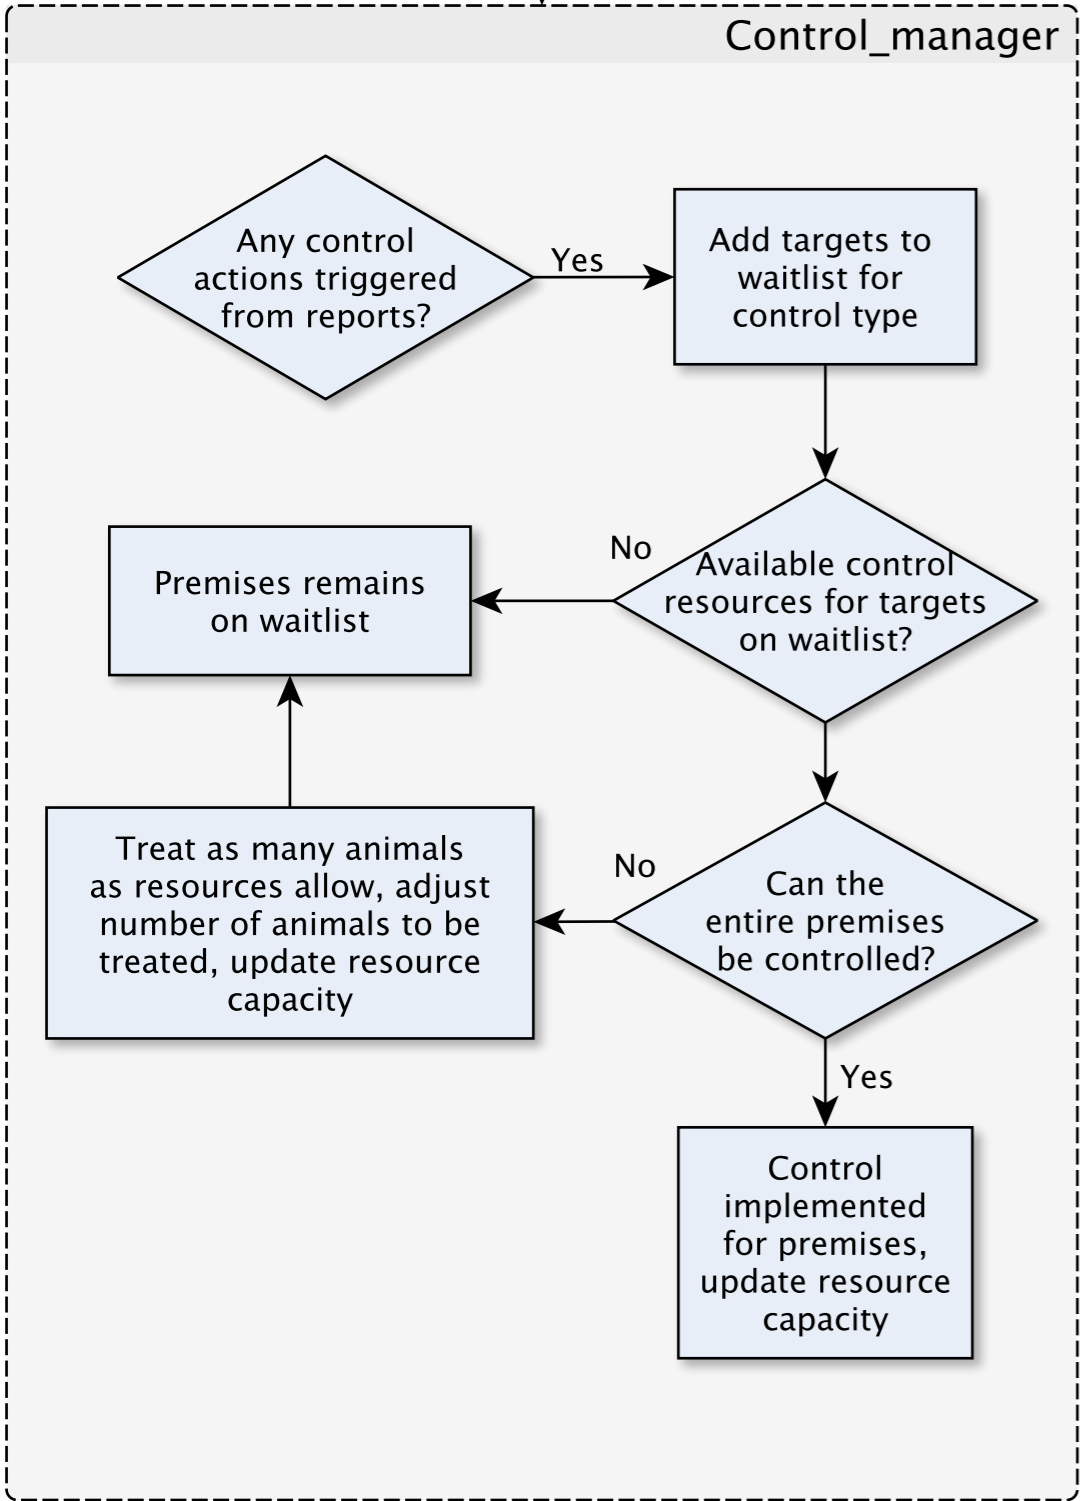 Control_manager
Any control
actions triggered
from reports?
Yes
Add targets to
waitlist for
control type
No
Available control
resources for targets
on waitlist?
Premises remains
on waitlist
Treat as many animals
as resources allow, adjust
number of animals to be
treated, update resource
capacity
No
Can the
entire premises
be controlled?
Yes
Control
implemented
for premises,
update resource
capacity